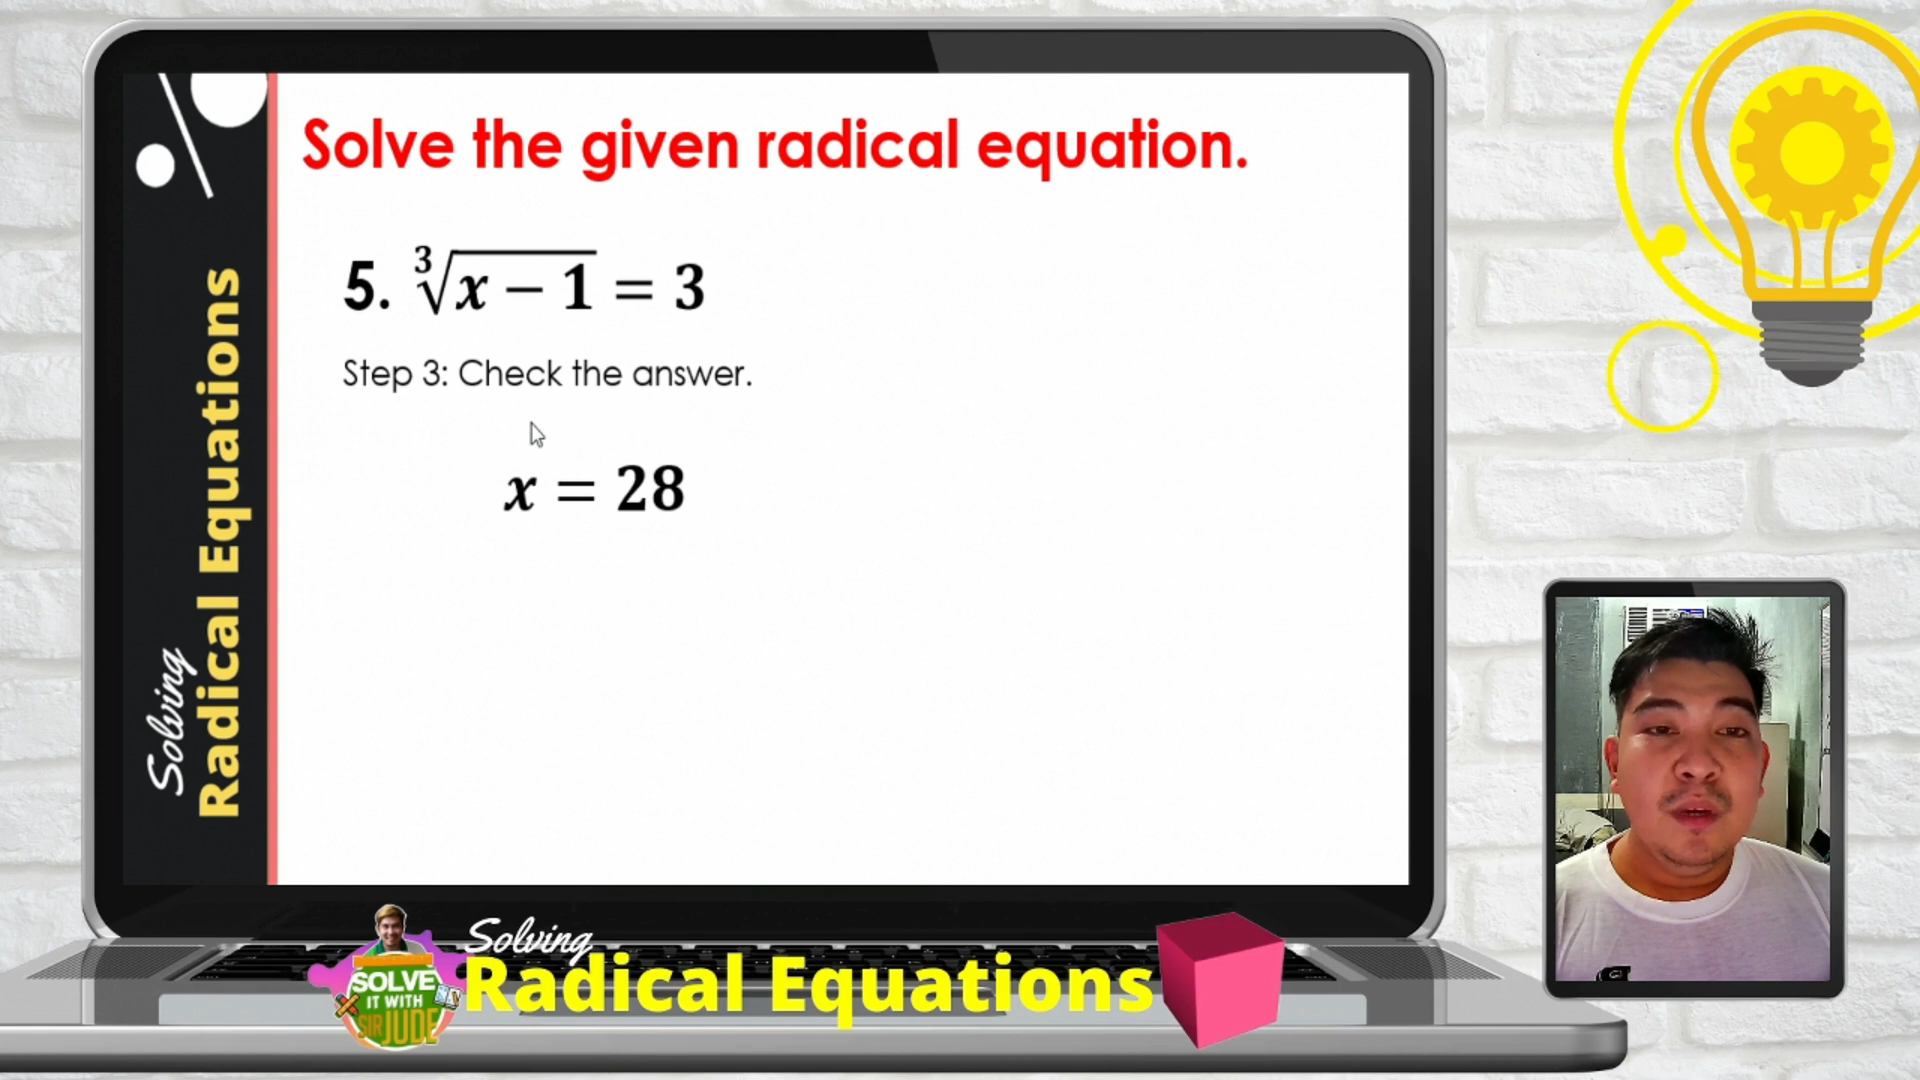 Solve the given radical equation.
5. ∛(x − 1) = 3
Step 3: Check the answer.
x = 28
Solving
Radical Equations
SOLVE
IT WITH
SIR JUDE
Solving
Radical Equations